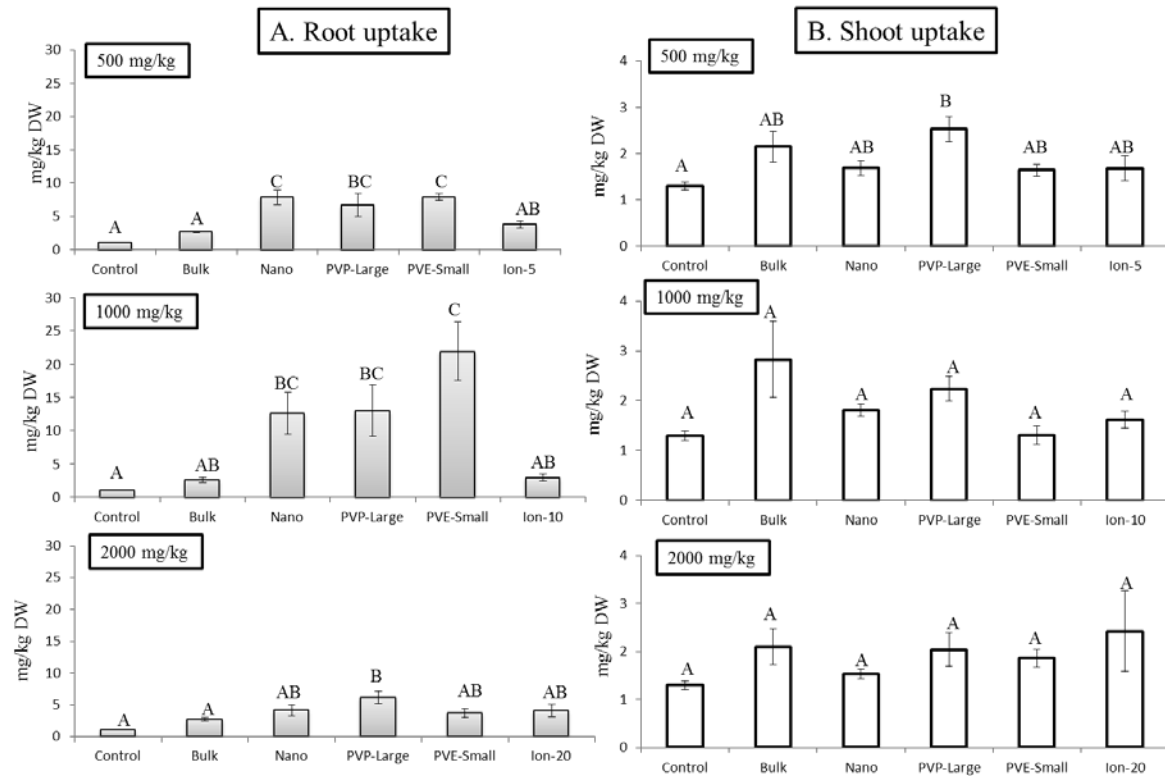 A. Root uptake
500 mg/kg
mg/kg DW
30
25
20
15
10
5
0
A
A
C
BC
C
AB
Control Bulk Nano PVP-Large PVE-Small Ion-5
1000 mg/kg
mg/kg DW
30
25
20
15
10
5
0
A
AB
BC
BC
C
AB
Control Bulk Nano PVP-Large PVE-Small Ion-10
2000 mg/kg
mg/kg DW
30
25
20
15
10
5
0
A
A
AB
B
AB
AB
Control Bulk Nano PVP-Large PVE-Small Ion-20
B. Shoot uptake
500 mg/kg
mg/kg DW
4
3
2
1
0
A
AB
AB
B
AB
AB
Control Bulk Nano PVP-Large PVE-Small Ion-5
1000 mg/kg
mg/kg DW
4
3
2
1
0
A
A
A
A
A
A
Control Bulk Nano PVP-Large PVE-Small Ion-10
2000 mg/kg
mg/kg DW
4
3
2
1
0
A
A
A
A
A
A
Control Bulk Nano PVP-Large PVE-Small Ion-20